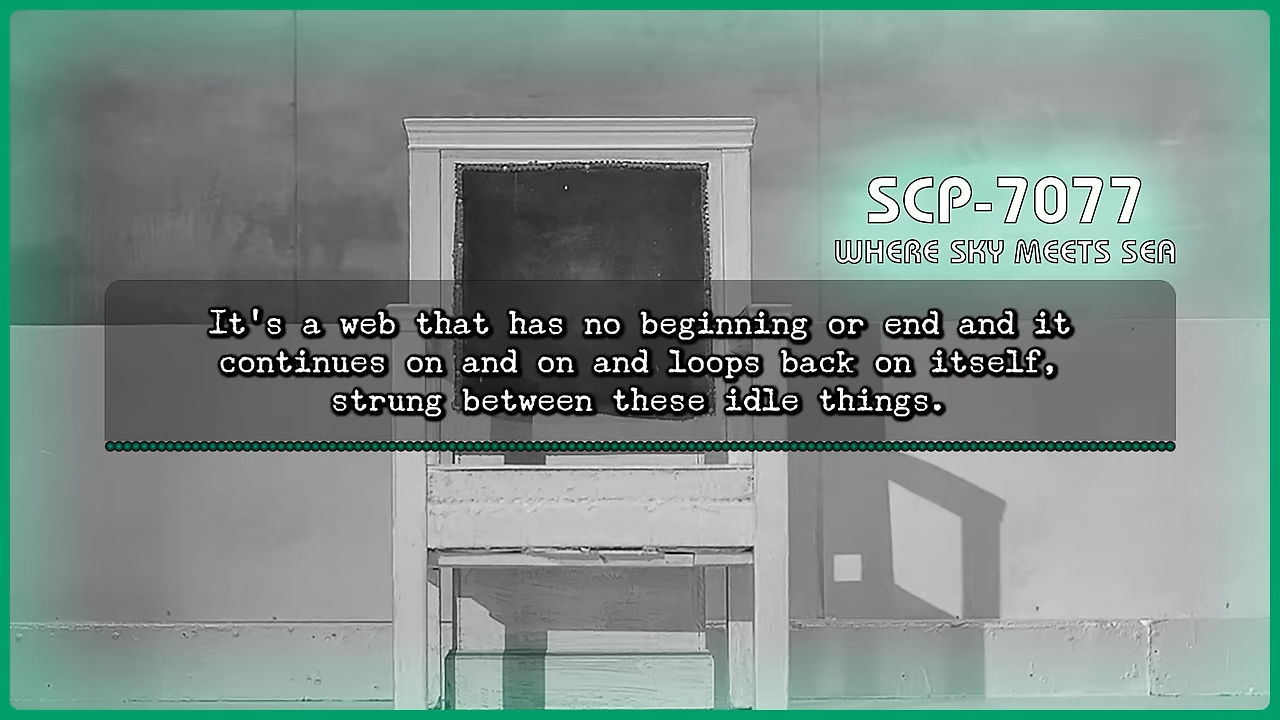 SCP-7077
WHERE SKY MEETS SEA
It's a web that has no beginning or end and it
continues on and on and loops back on itself,
strung between these idle things.